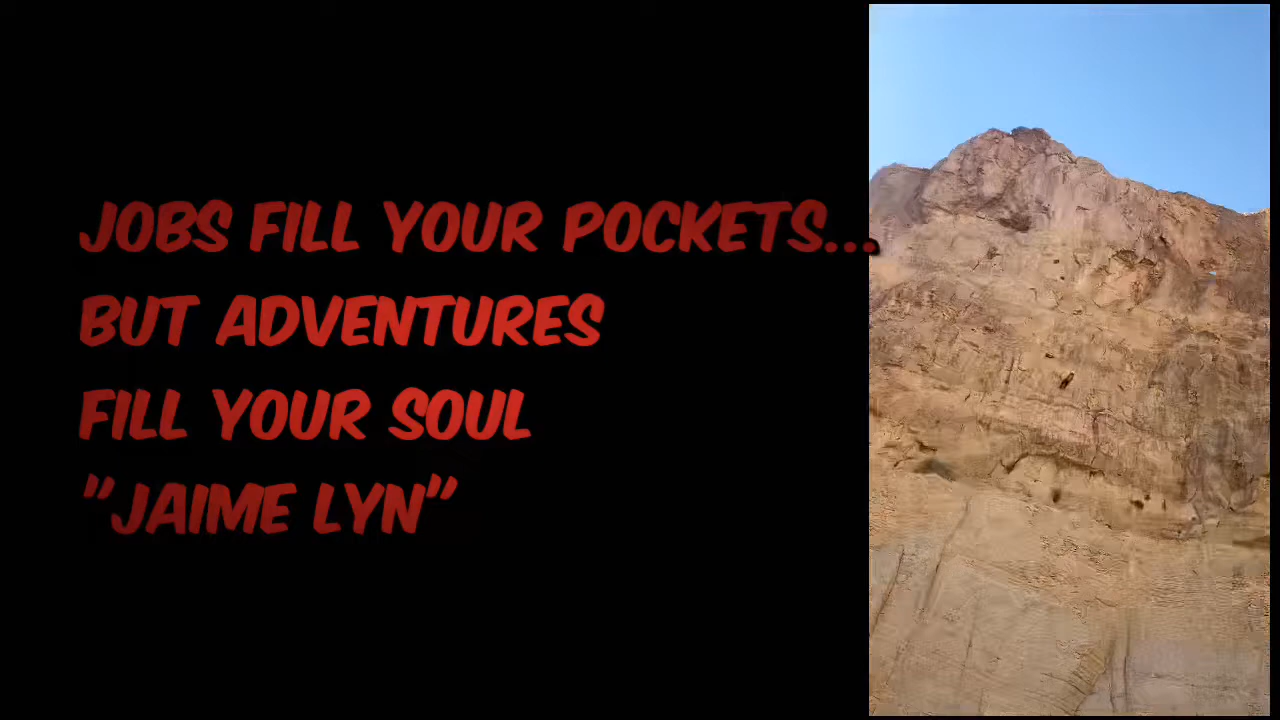 JOBS FILL YOUR POCKETS...
BUT ADVENTURES
FILL YOUR SOUL
"JAIME LYN"